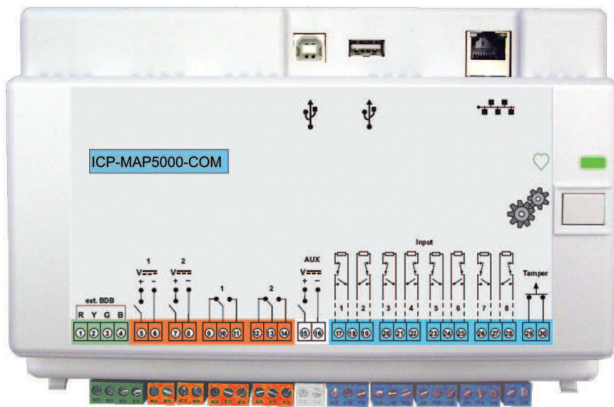 ICP-MAP5000-COM
Input
1 2 AUX
V V V
+ - + - 1 2 + - 1 2 3 4 5 6 7 8 Tamper
ext. BDB
R Y G B
1 2 3 4 5 6 7 8 9 10 11 12 13 14 15 16 17 18 19 20 21 22 23 24 25 26 27 28 29 30